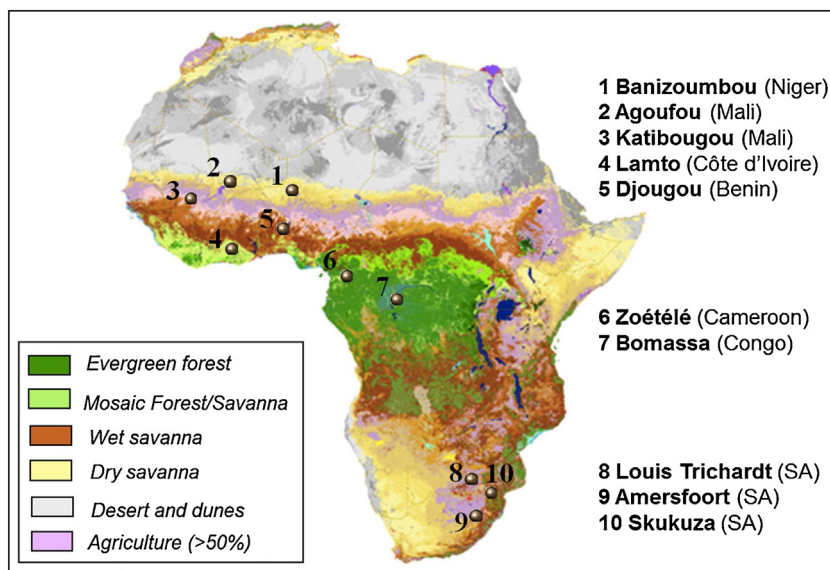 1 Banizoumbou (Niger)
2 Agoufou (Mali)
3 Katibougou (Mali)
4 Lamto (Côte d'Ivoire)
5 Djougou (Benin)
6 Zoétélé (Cameroon)
7 Bomassa (Congo)
8 Louis Trichardt (SA)
9 Amersfoort (SA)
10 Skukuza (SA)
2
1
3
5
4
6
7
8
10
9
Evergreen forest
Mosaic Forest/Savanna
Wet savanna
Dry savanna
Desert and dunes
Agriculture (>50%)